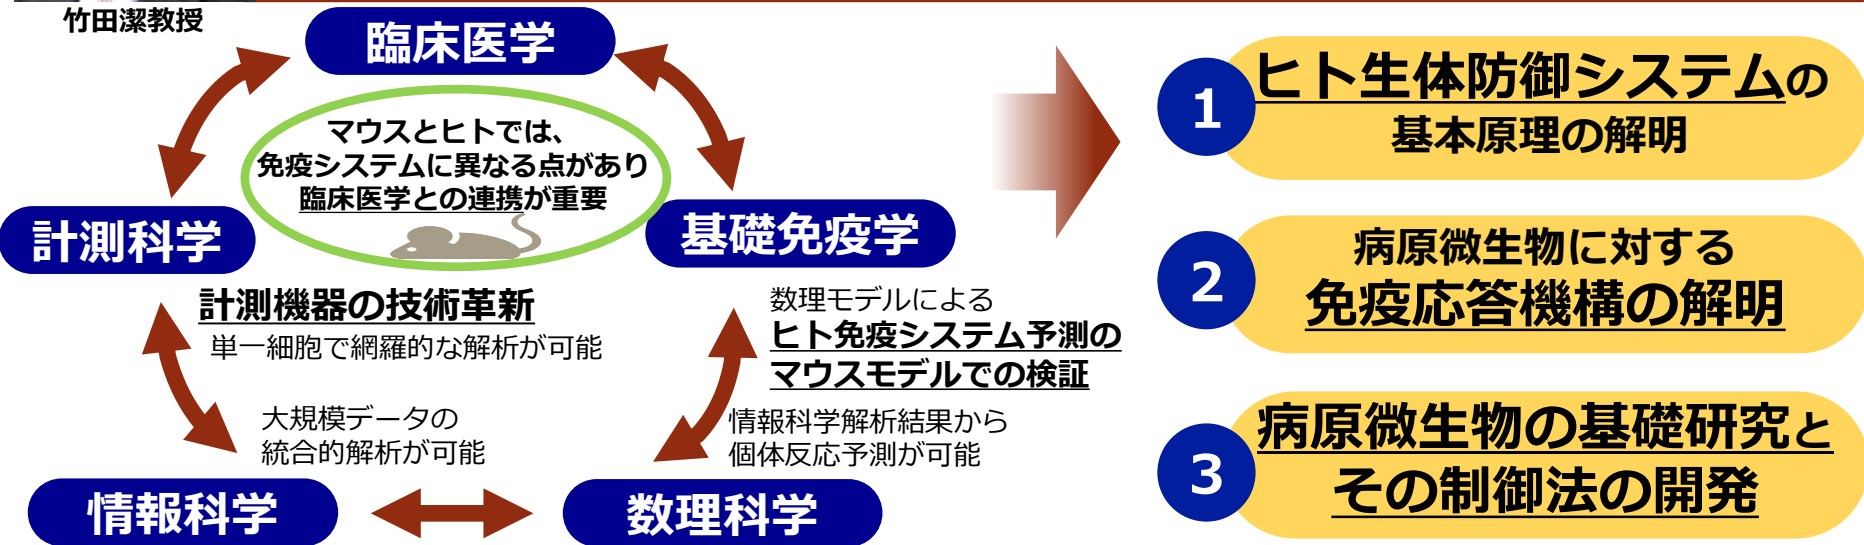 竹田潔教授
臨床医学
マウスとヒトでは、
免疫システムに異なる点があり
臨床医学との連携が重要
計測科学
基礎免疫学
計測機器の技術革新
単一細胞で網羅的な解析が可能
数理モデルによる
ヒト免疫システム予測の
マウスモデルでの検証
大規模データの
統合的解析が可能
情報科学解析結果から
個体反応予測が可能
情報科学
数理科学
1
ヒト生体防御システムの
基本原理の解明
2
病原微生物に対する
免疫応答機構の解明
3
病原微生物の基礎研究と
その制御法の開発